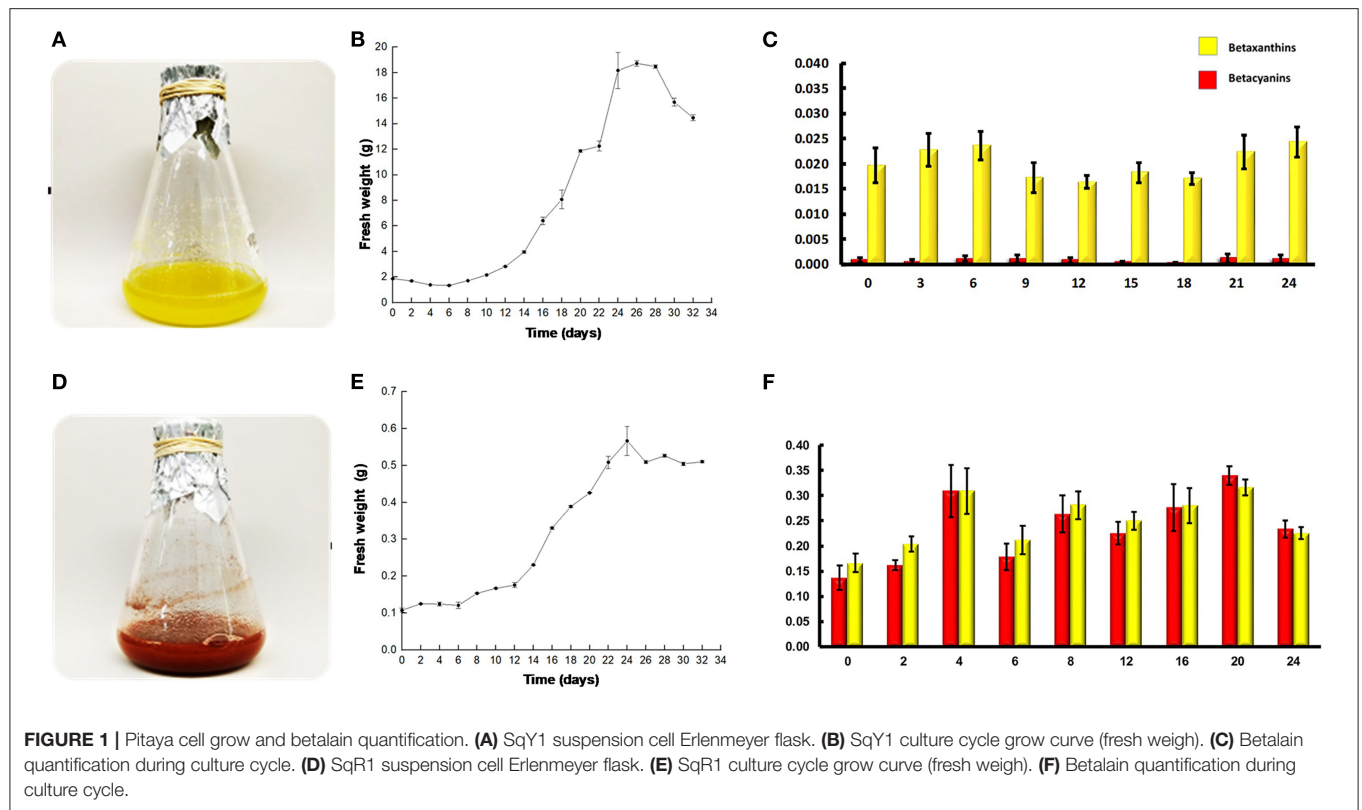 A
B
20
18
16
14
12
10
8
6
4
2
0
Fresh weight (g)
0 2 4 6 8 10 12 14 16 18 20 22 24 26 28 30 32 34
Time (days)
C
Betaxanthins
Betacyanins
0.040
0.035
0.030
0.025
0.020
0.015
0.010
0.005
0.000
0 3 6 9 12 15 18 21 24
D
E
0.7
0.6
0.5
0.4
0.3
0.2
0.1
0.0
Fresh weight (g)
0 2 4 6 8 10 12 14 16 18 20 22 24 26 28 30 32 34
Time (days)
F
0.40
0.35
0.30
0.25
0.20
0.15
0.10
0.05
0.00
0 2 4 6 8 12 16 20 24
FIGURE 1 | Pitaya cell grow and betalain quantification. (A) SqY1 suspension cell Erlenmeyer flask. (B) SqY1 culture cycle grow curve (fresh weigh). (C) Betalain
quantification during culture cycle. (D) SqR1 suspension cell Erlenmeyer flask. (E) SqR1 culture cycle grow curve (fresh weigh). (F) Betalain quantification during
culture cycle.